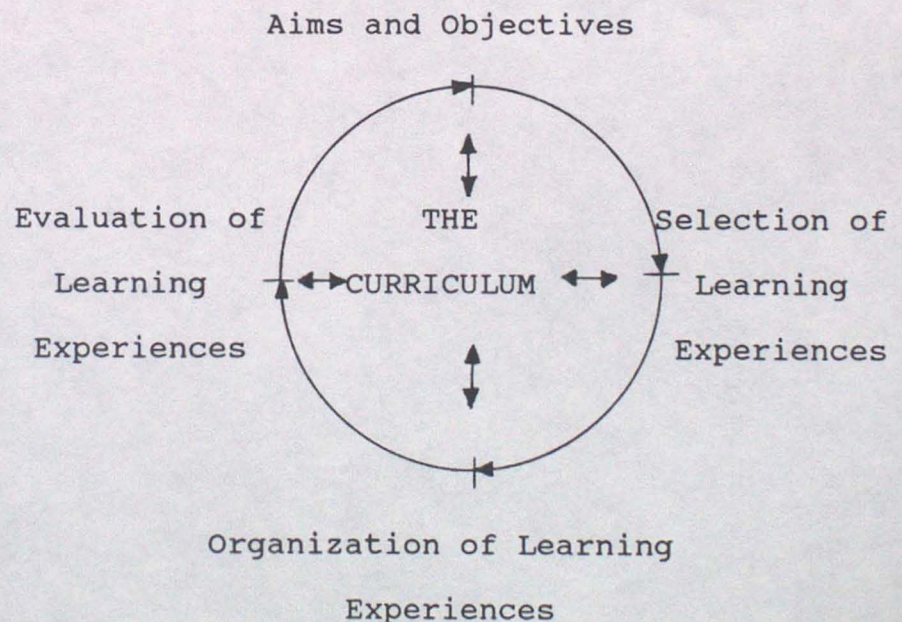 Aims and Objectives
Evaluation of
Learning
Experiences
THE
CURRICULUM
Selection of
Learning
Experiences
Organization of Learning
Experiences